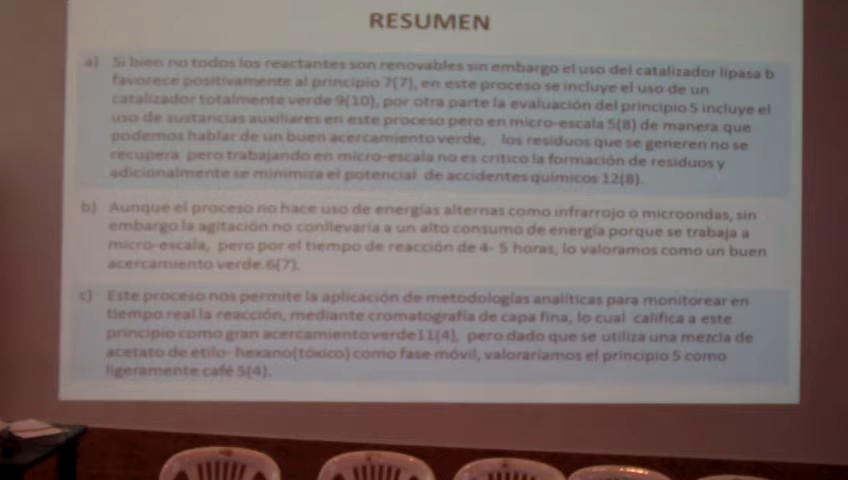 RESUMEN
a) Si bien no todos los reactantes son renovables sin embargo el uso del catalizador lipasa b
favorece positivamente al principio 7(7), en este proceso se incluye el uso de un
catalizador totalmente verde 9(10), por otra parte la evaluación del principio 5 incluye el
uso de sustancias auxiliares en este proceso pero en micro-escala 5(8) de manera que
podemos hablar de un buen acercamiento verde, los residuos que se generen no se
recupera pero trabajando en micro-escala no es critico la formación de residuos y
adicionalmente se minimiza el potencial de accidentes químicos 12(8).
b) Aunque el proceso no hace uso de energías alternas como infrarrojo o microondas, sin
embargo la agitación no conllevaría a un alto consumo de energía porque se trabaja a
micro-escala, pero por el tiempo de reacción de 4- 5 horas, lo valoramos como un buen
acercamiento verde.6(7).
c) Este proceso nos permite la aplicación de metodologías analíticas para monitorear en
tiempo real la reacción, mediante cromatografía de capa fina, lo cual califica a este
principio como gran acercamiento verde11(4), pero dado que se utiliza una mezcla de
acetato de etilo- hexano(tóxico) como fase móvil, valoraríamos el principio 5 como
ligeramente café 5(4).